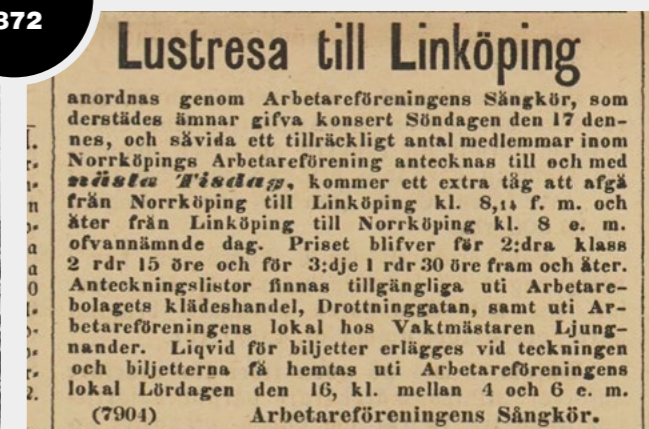 872
Lustresa till Linköping
anordnas genom Arbetareföreningens Sångkör, som
derstädes ämnar gifva konsert Söndagen den 17 den-
nes, och såvida ett tillräckligt antal medlemmar inom
Norrköpings Arbetareförening antecknas till och med
nästa Tisdag, kommer ett extra tåg att afgå
från Norrköping till Linköping kl. 8,14 f. m. och
åter från Linköping till Norrköping kl. 8 e. m.
ofvannämnde dag. Priset blifver för 2:dra klass
2 rdr 15 öre och för 3:dje 1 rdr 30 öre fram och åter.
Anteckningslistor finnas tillgängliga uti Arbetare-
bolagets klädeshandel, Drottninggatan, samt uti Ar-
betareföreningens lokal hos Vaktmästaren Ljung-
nander. Liqvid för biljetter erlägges vid teckningen
och biljetterna få hemtas uti Arbetareföreningens
lokal Lördagen den 16, kl. mellan 4 och 6 e. m.
(7904) Arbetareföreningens Sångkör.